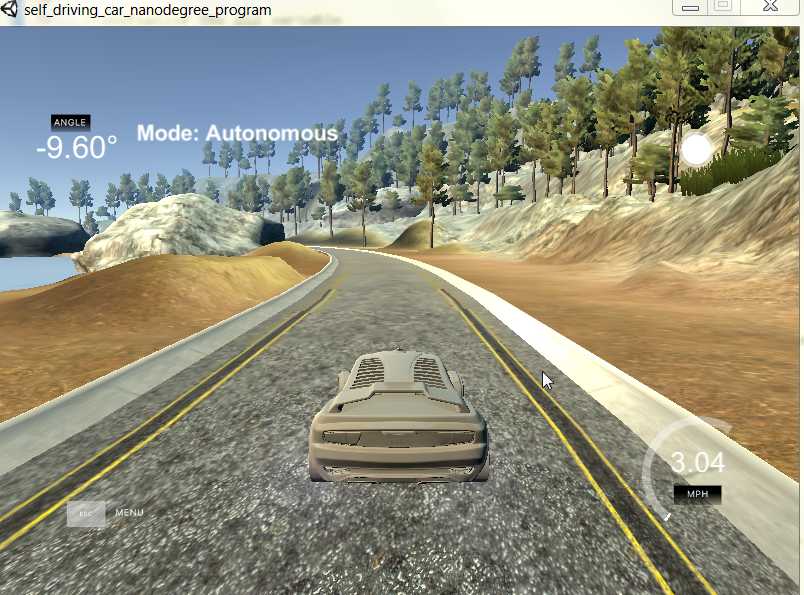 self_driving_car_nanodegree_program
ANGLE
-9.60°
Mode: Autonomous
3.04
MPH
ESC
MENU